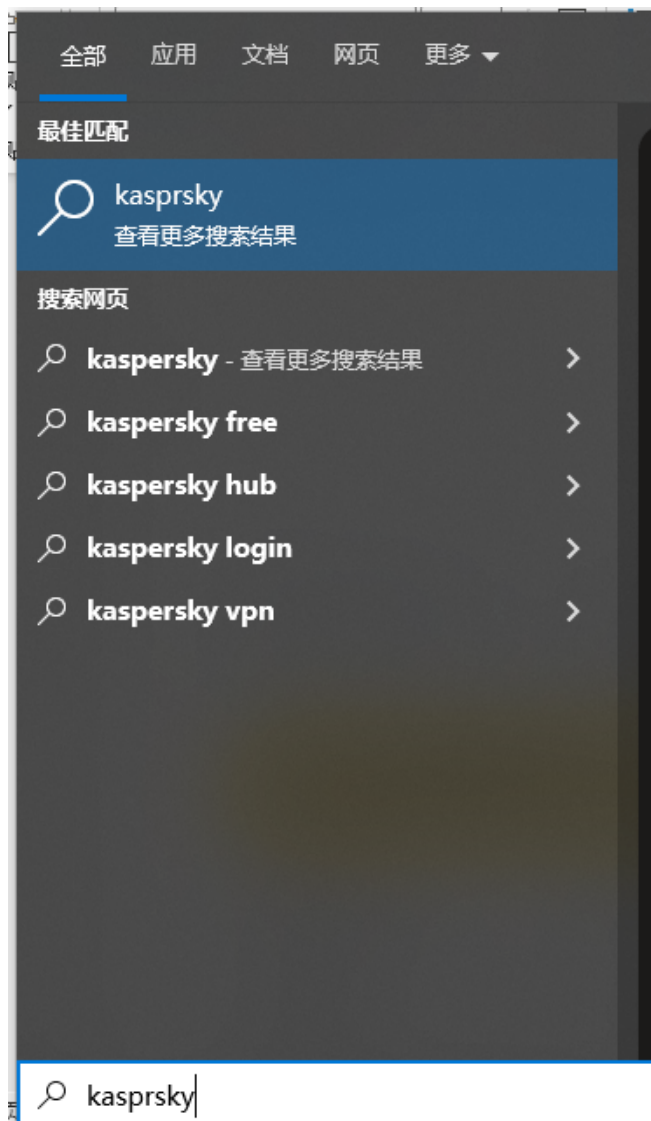 全部 应用 文档 网页 更多
最佳匹配
kasprsky
查看更多搜索结果
搜索网页
kaspersky - 查看更多搜索结果
kaspersky free
kaspersky hub
kaspersky login
kaspersky vpn
kasprsky